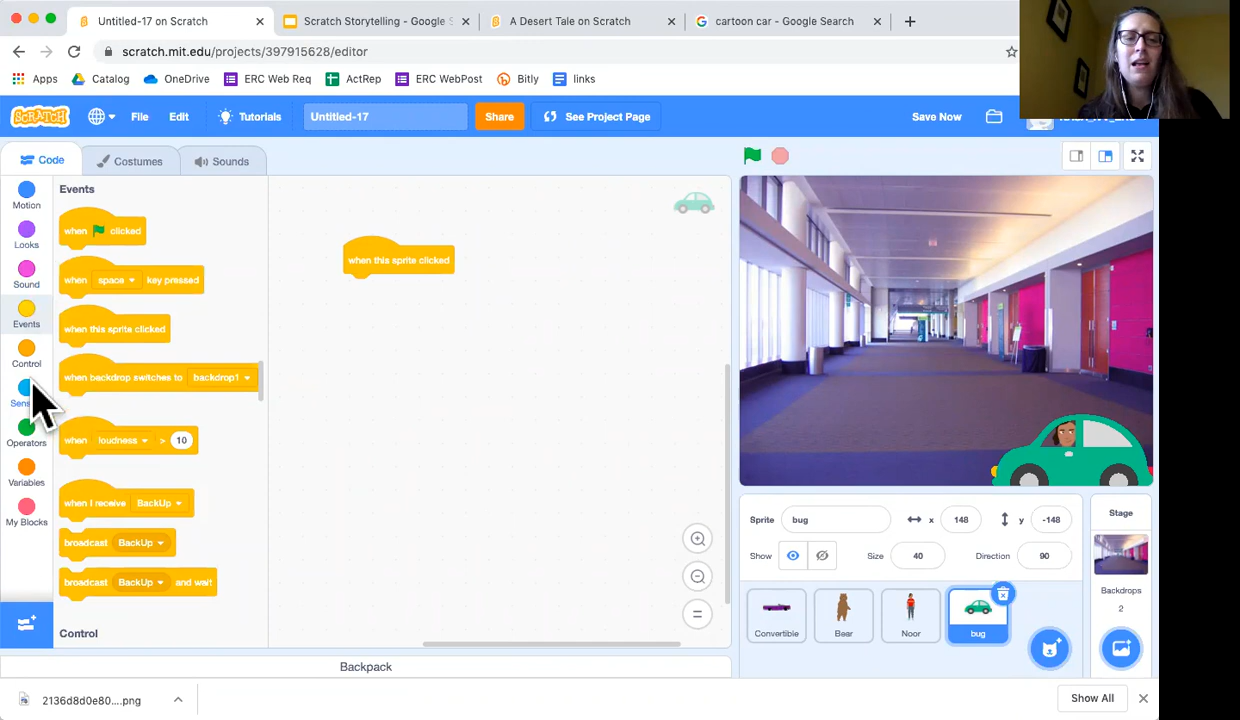 Untitled-17 on Scratch
Scratch Storytelling - Google S
A Desert Tale on Scratch
cartoon car - Google Search
scratch.mit.edu/projects/397915628/editor
Apps Catalog OneDrive ERC Web Req ActRep ERC WebPost Bitly links
SCRATCH File Edit Tutorials Untitled-17 Share See Project Page Save Now
Code Costumes Sounds
Motion
Looks
Sound
Events
Control
Operators
Variables
My Blocks
Events
when clicked
when space key pressed
when this sprite clicked
when backdrop switches to backdrop1
when loudness > 10
when I receive BackUp
broadcast BackUp
broadcast BackUp and wait
Control
when this sprite clicked
Backpack
Sprite bug x 148 y -148
Show Size 40 Direction 90
Convertible Bear Noor bug
Stage
Backdrops
2
2136d8d0e80....png
Show All